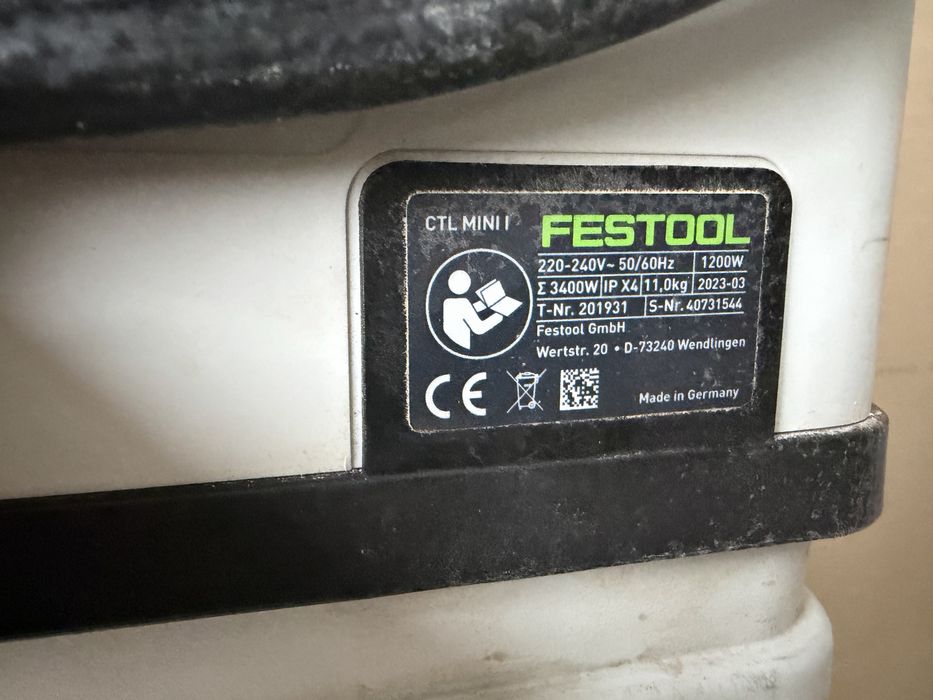 CTL MINI I
FESTOOL
220-240V~ 50/60Hz 1200W
Σ 3400W IP X4 11,0kg 2023-03
T-Nr. 201931 S-Nr. 40731544
Festool GmbH
Wertstr. 20 • D-73240 Wendlingen
CE
Made in Germany